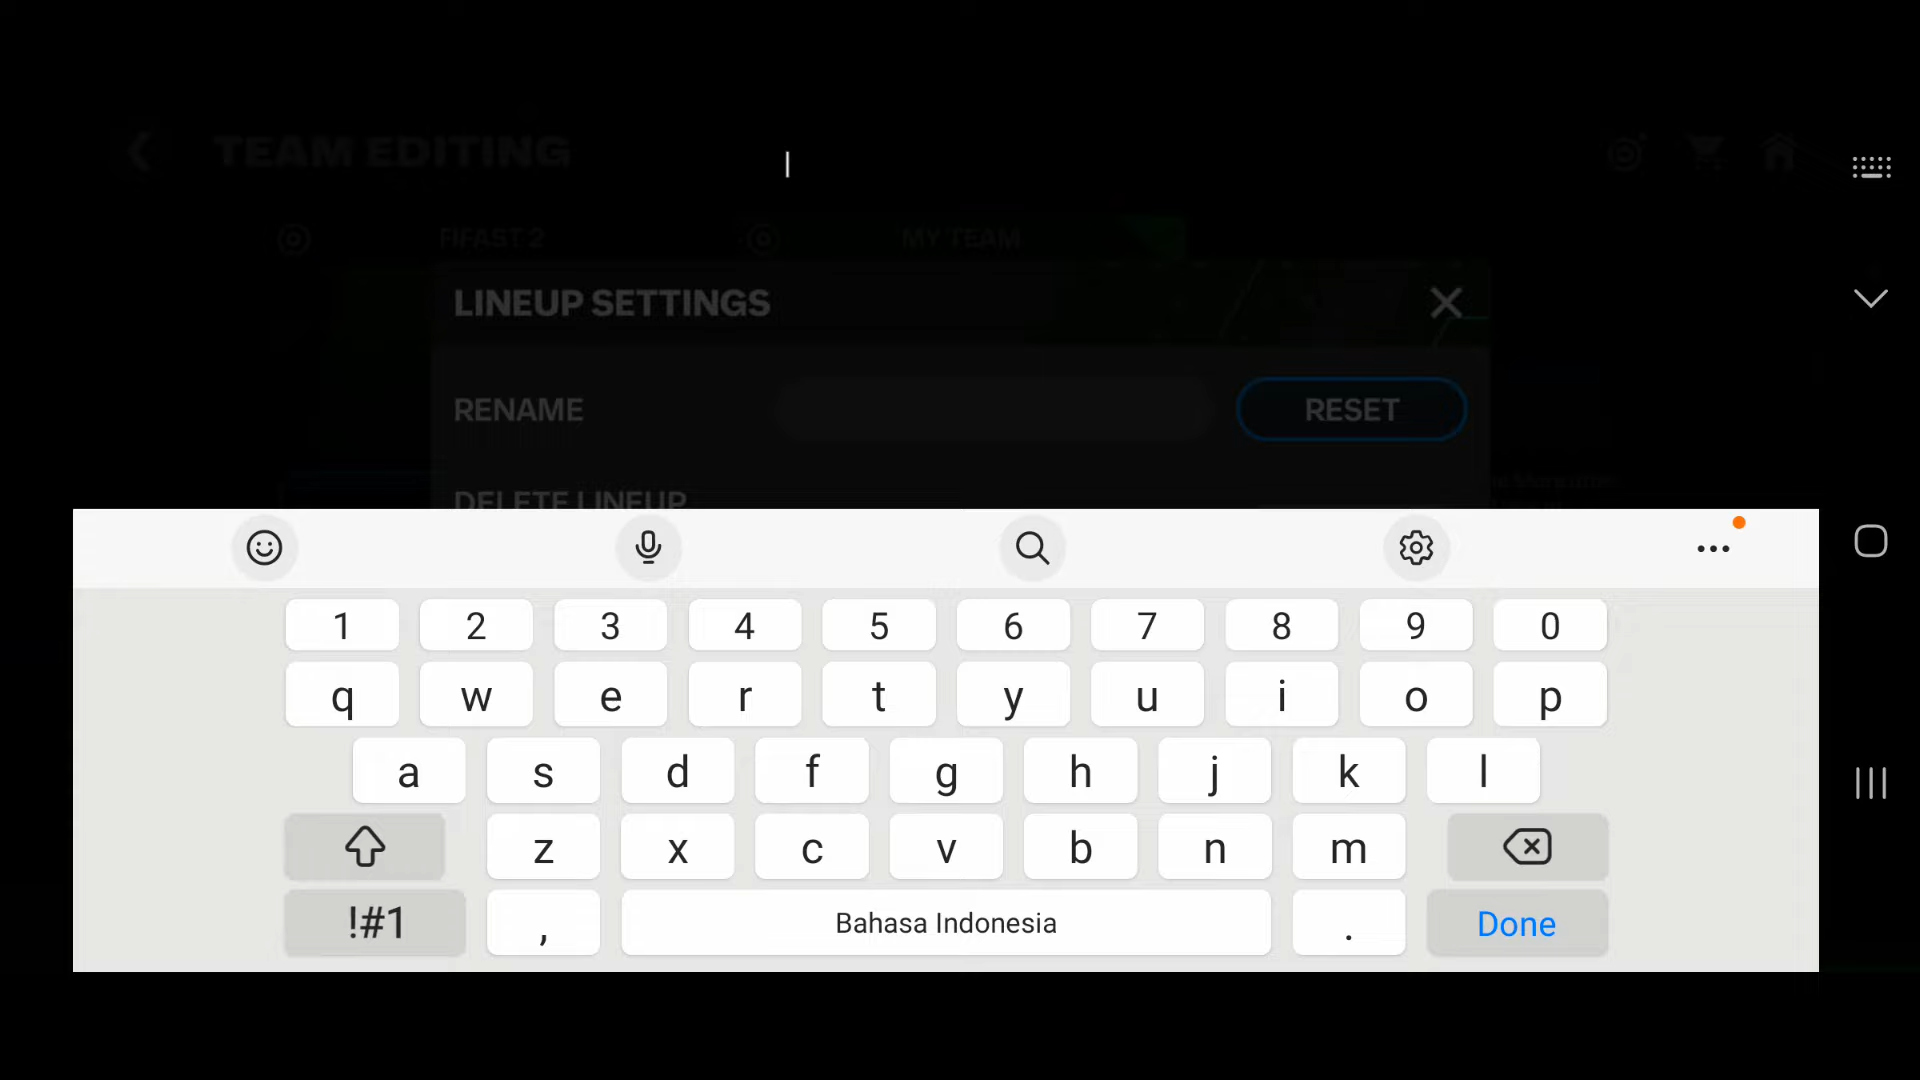 TEAM EDITING
FIFAST 2
MY TEAM
LINEUP SETTINGS
RENAME
RESET
DELETE LINEUP
1 2 3 4 5 6 7 8 9 0
q w e r t y u i o p
a s d f g h j k l
z x c v b n m
!#1 , Bahasa Indonesia . Done